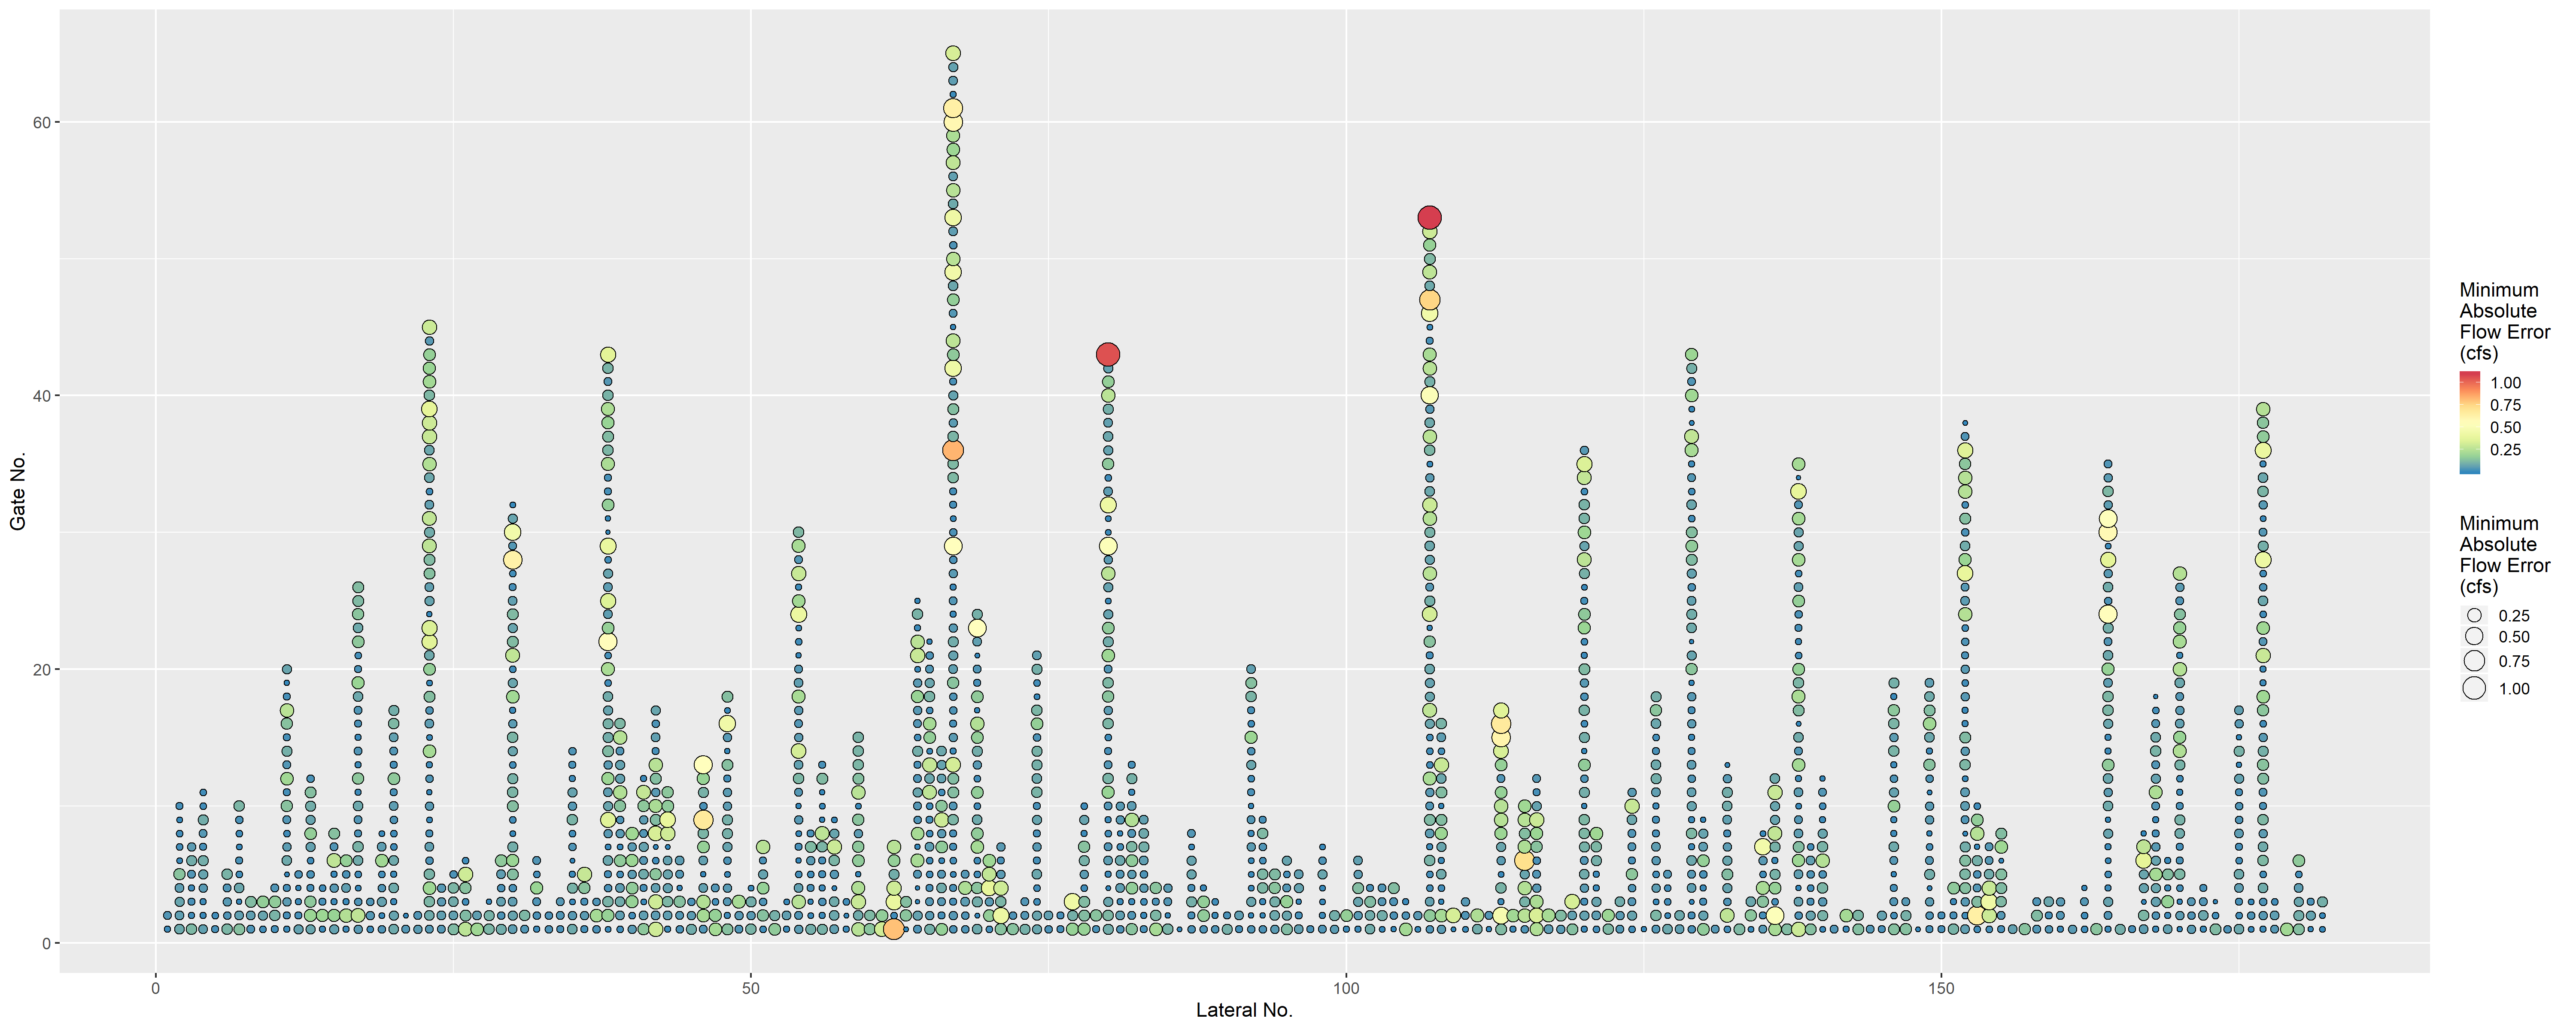 60
40
20
0
Gate No.
0 50 100 150
Lateral No.
Minimum
Absolute
Flow Error
(cfs)
1.00
0.75
0.50
0.25
Minimum
Absolute
Flow Error
(cfs)
0.25
0.50
0.75
1.00